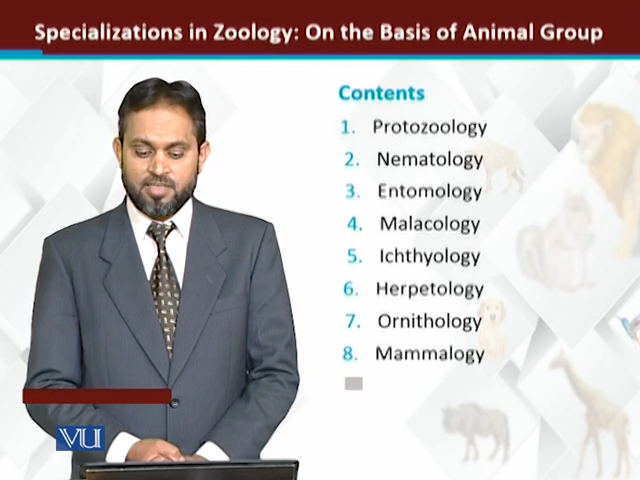 Specializations in Zoology: On the Basis of Animal Group
Contents
1. Protozoology
2. Nematology
3. Entomology
4. Malacology
5. Ichthyology
6. Herpetology
7. Ornithology
8. Mammalogy
VU